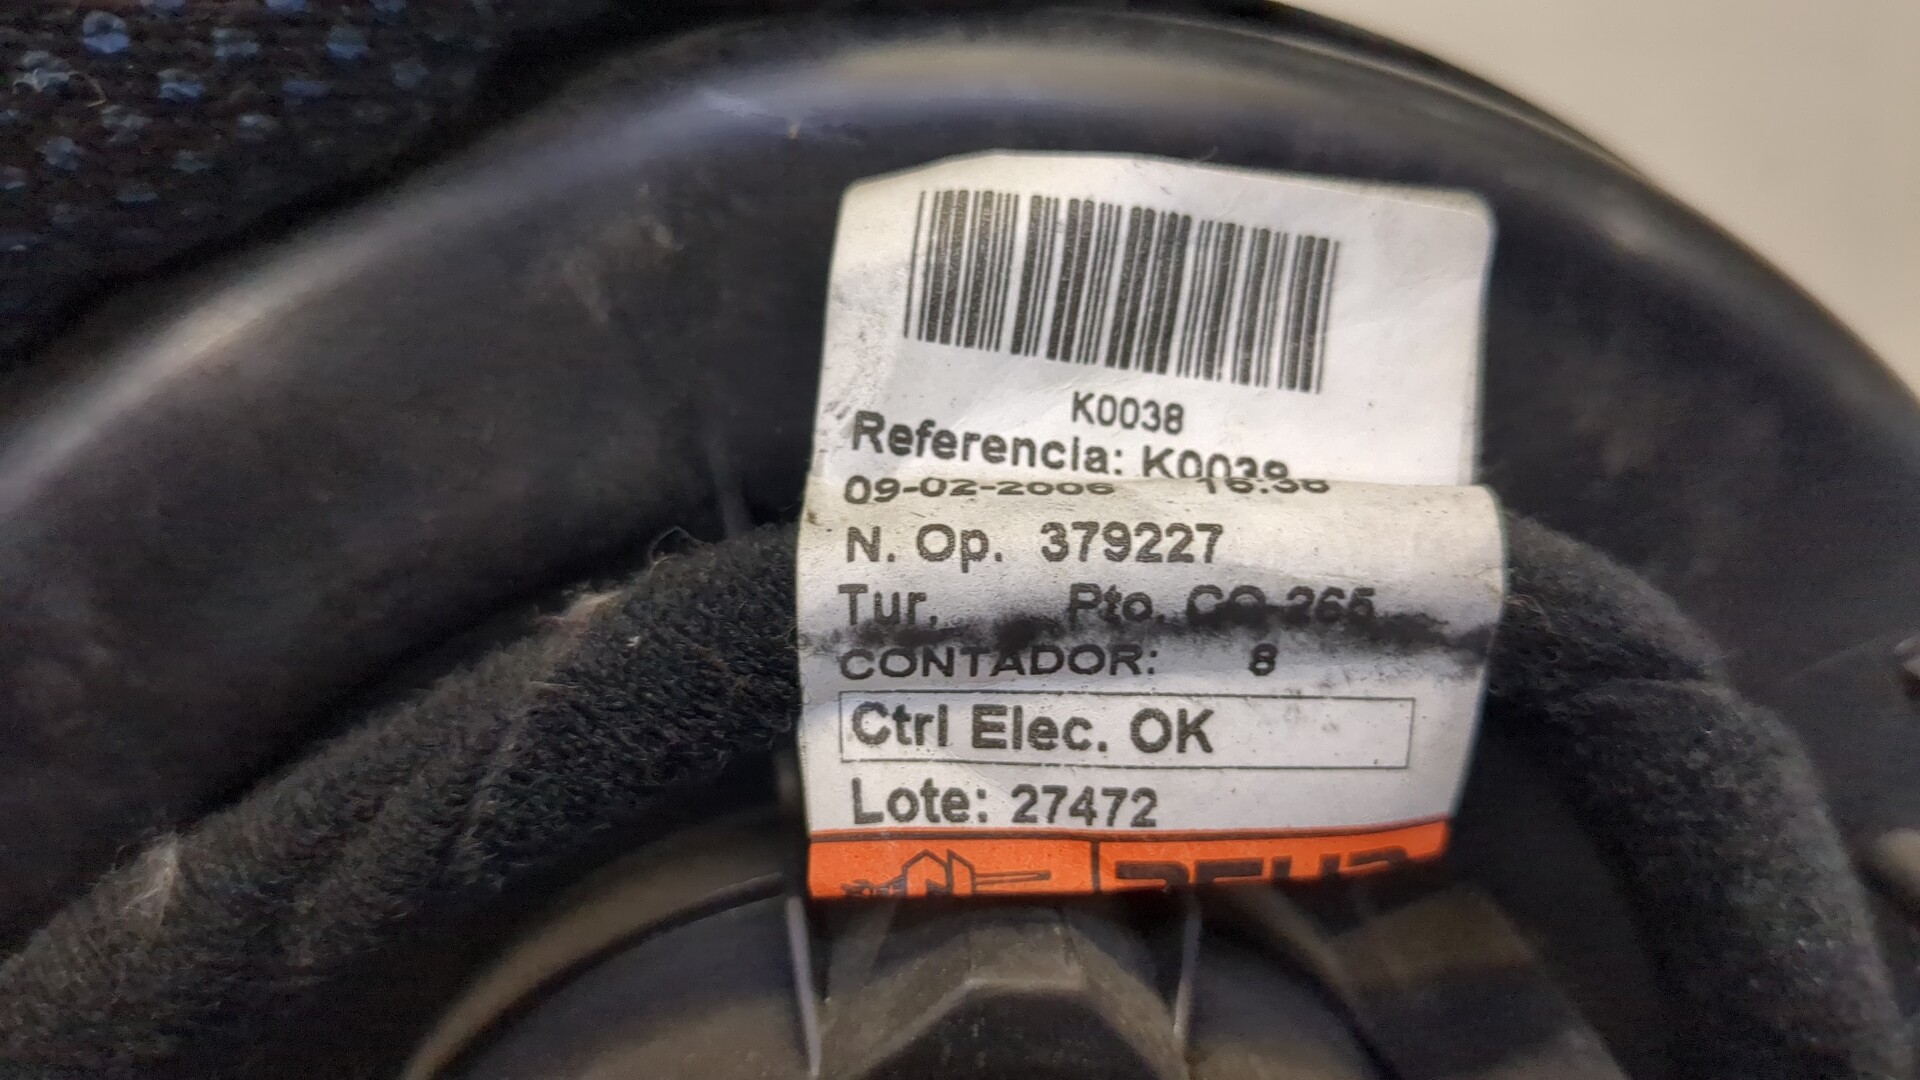 K0038
Referencia: K0038
09-02-2006 16:38
N. Op. 379227
Tur. Pto. CO-265
CONTADOR: 8
Ctrl Elec. OK
Lote: 27472